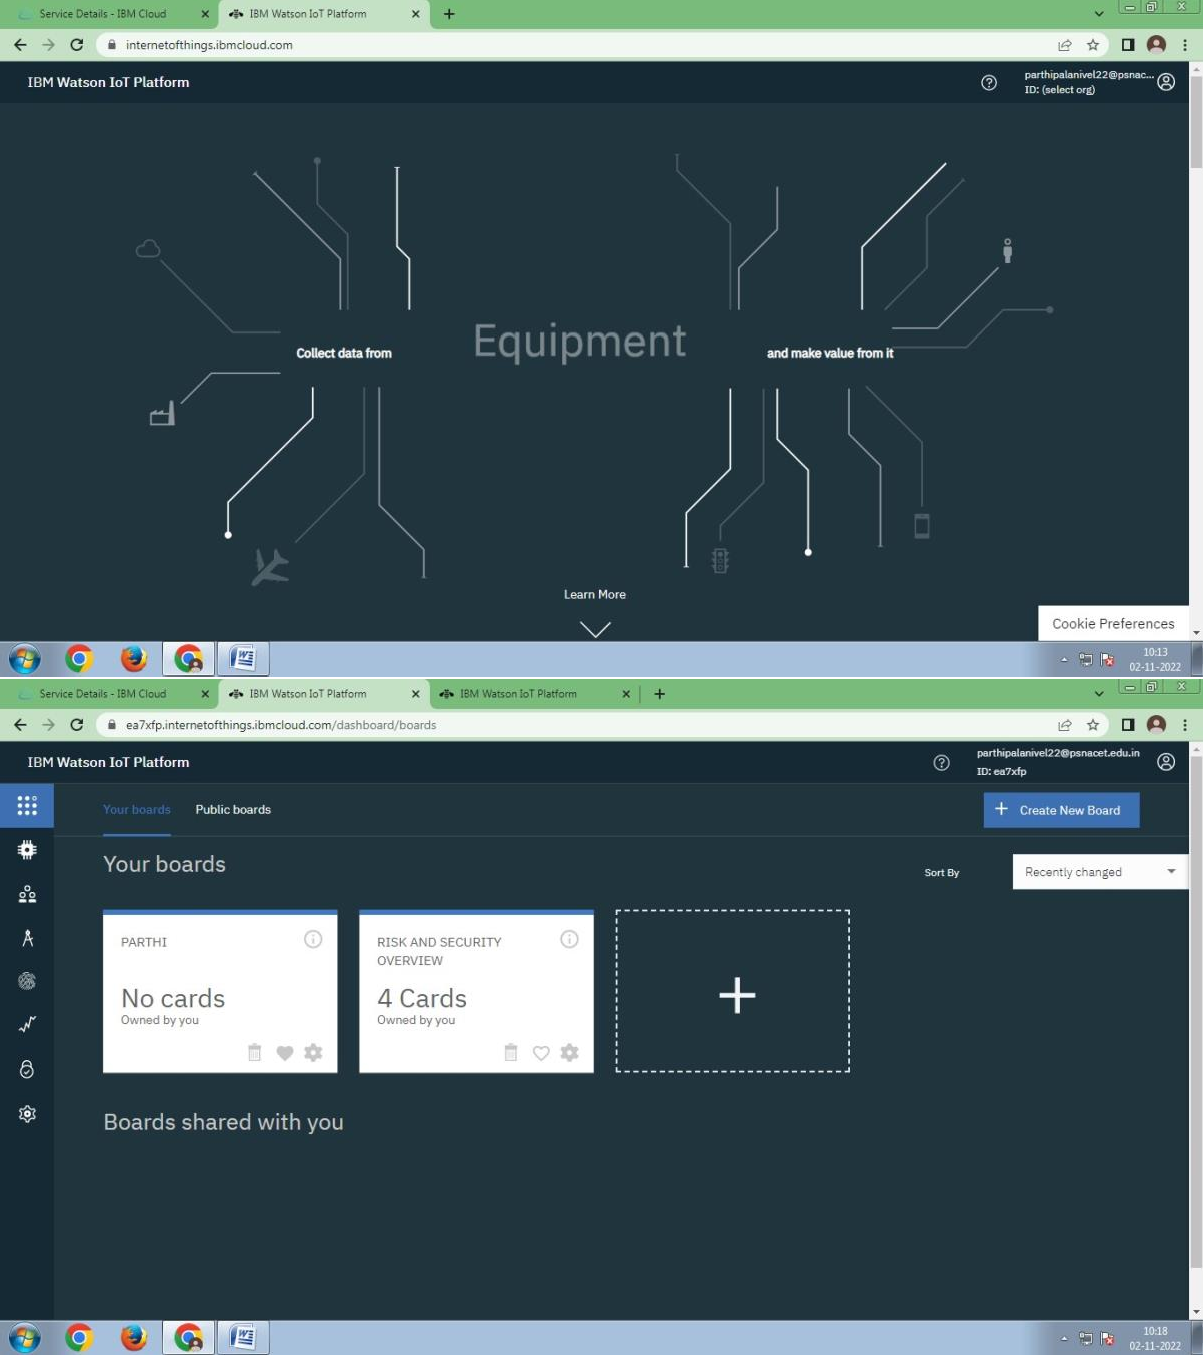 Service Details - IBM Cloud
IBM Watson IoT Platform
internetofthings.ibmcloud.com
IBM Watson IoT Platform
parthipalanivel22@psnac...
ID: (select org)
Collect data from
Equipment
and make value from it
Learn More
Cookie Preferences
10:13
02-11-2022
Service Details - IBM Cloud
IBM Watson IoT Platform
IBM Watson IoT Platform
ea7xfp.internetofthings.ibmcloud.com/dashboard/boards
IBM Watson IoT Platform
parthipalanivel22@psnacet.edu.in
ID: ea7xfp
Your boards
Public boards
Create New Board
Your boards
Sort By
Recently changed
PARTHI
No cards
Owned by you
RISK AND SECURITY
OVERVIEW
4 Cards
Owned by you
Boards shared with you
10:18
02-11-2022